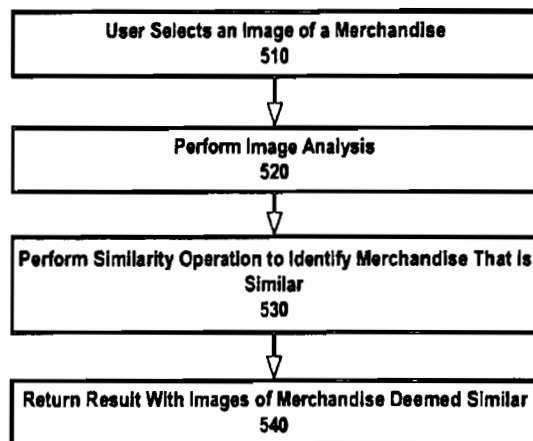 User Selects an Image of a Merchandise
510
Perform Image Analysis
520
Perform Similarity Operation to Identify Merchandise That is
Similar
530
Return Result With Images of Merchandise Deemed Similar
540